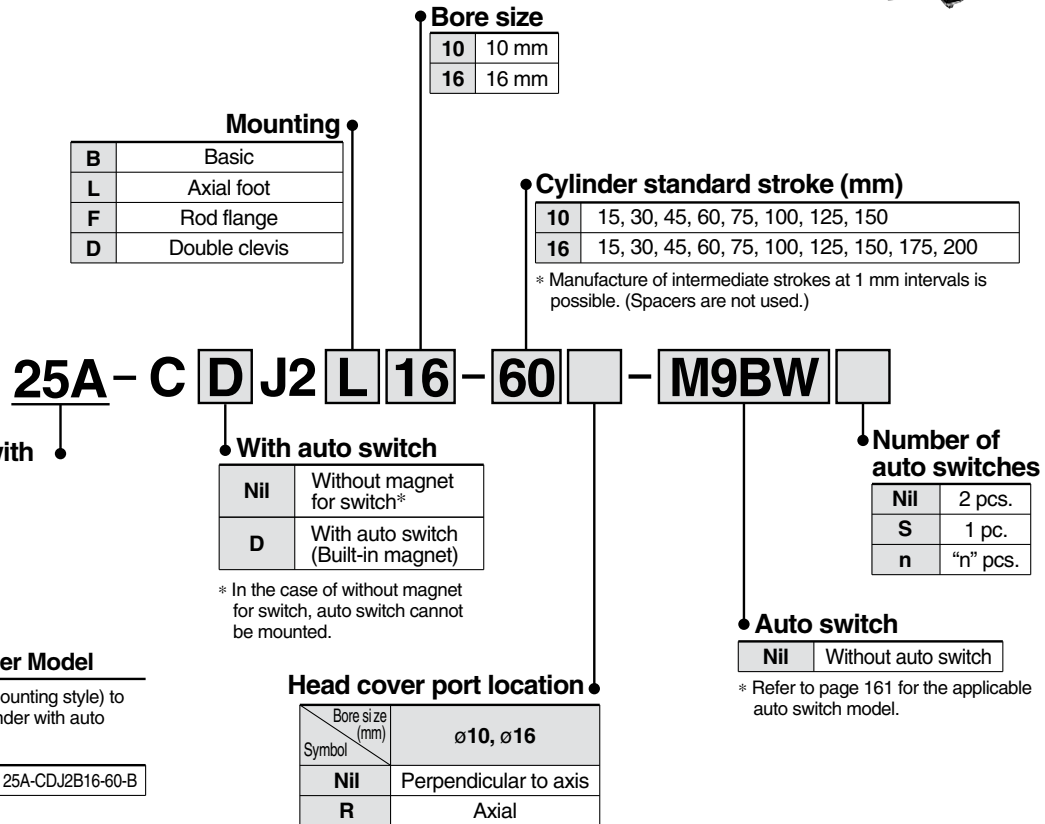 Bore size
10 10 mm
16 16 mm
Mounting
B Basic
L Axial foot
F Rod flange
D Double clevis
Cylinder standard stroke (mm)
10 15, 30, 45, 60, 75, 100, 125, 150
16 15, 30, 45, 60, 75, 100, 125, 150, 175, 200
* Manufacture of intermediate strokes at 1 mm intervals is
possible. (Spacers are not used.)
25A - C D J2 L 16 - 60 - M9BW
With auto switch
Nil Without magnet
for switch*
D With auto switch
(Built-in magnet)
* In the case of without magnet
for switch, auto switch cannot
be mounted.
Number of
auto switches
Nil 2 pcs.
S 1 pc.
n "n" pcs.
Auto switch
Nil Without auto switch
* Refer to page 161 for the applicable
auto switch model.
Head cover port location
Bore size
(mm)
Symbol
ø10, ø16
Nil Perpendicular to axis
R Axial
Model
style) to
with auto
25A-CDJ2B16-60-B